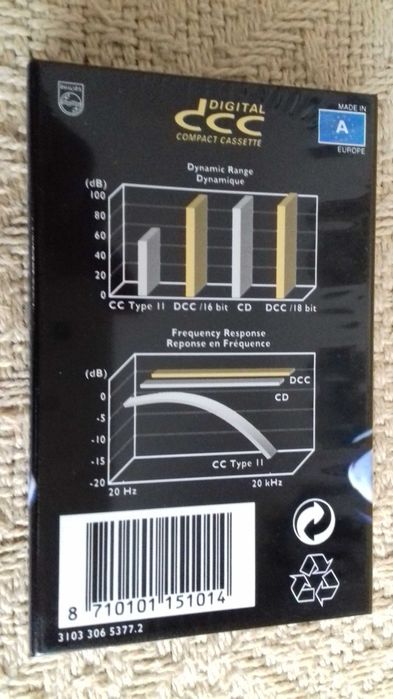 PHILIPS
DIGITAL
dcc
COMPACT CASSETTE
MADE IN
A
EUROPE
Dynamic Range
Dynamique
(dB)
100
80
60
40
20
0
CC Type II DCC /16 bit CD DCC /18 bit
Frequency Response
Reponse en Fréquence
(dB)
0
-5
-10
-15
-20
DCC
CD
CC Type II
20 Hz 20 kHz
8 710101 151014
3103 306 5377.2